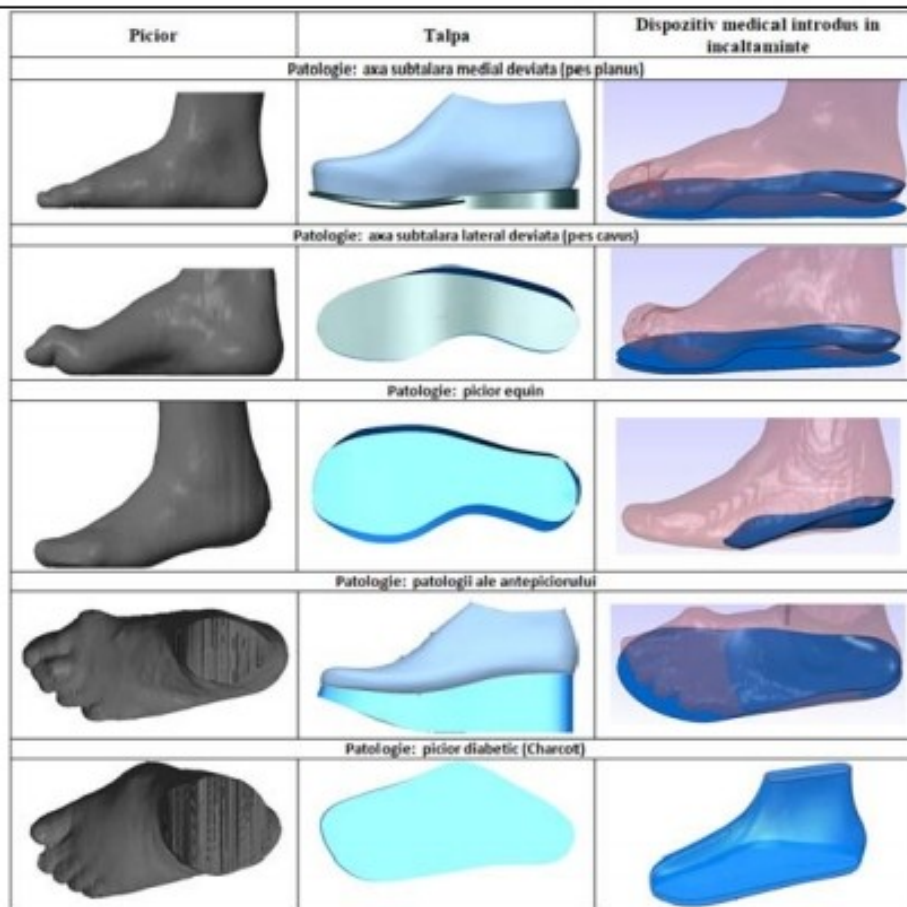 Picior
Talpa
Dispozitiv medical introdus in
incaltaminte
Patologie: axa subtalara medial deviata (pes planus)
Patologie: axa subtalara lateral deviata (pes cavus)
Patologie: picior equin
Patologie: patologii ale antepiciorului
Patologie: picior diabetic (Charcot)